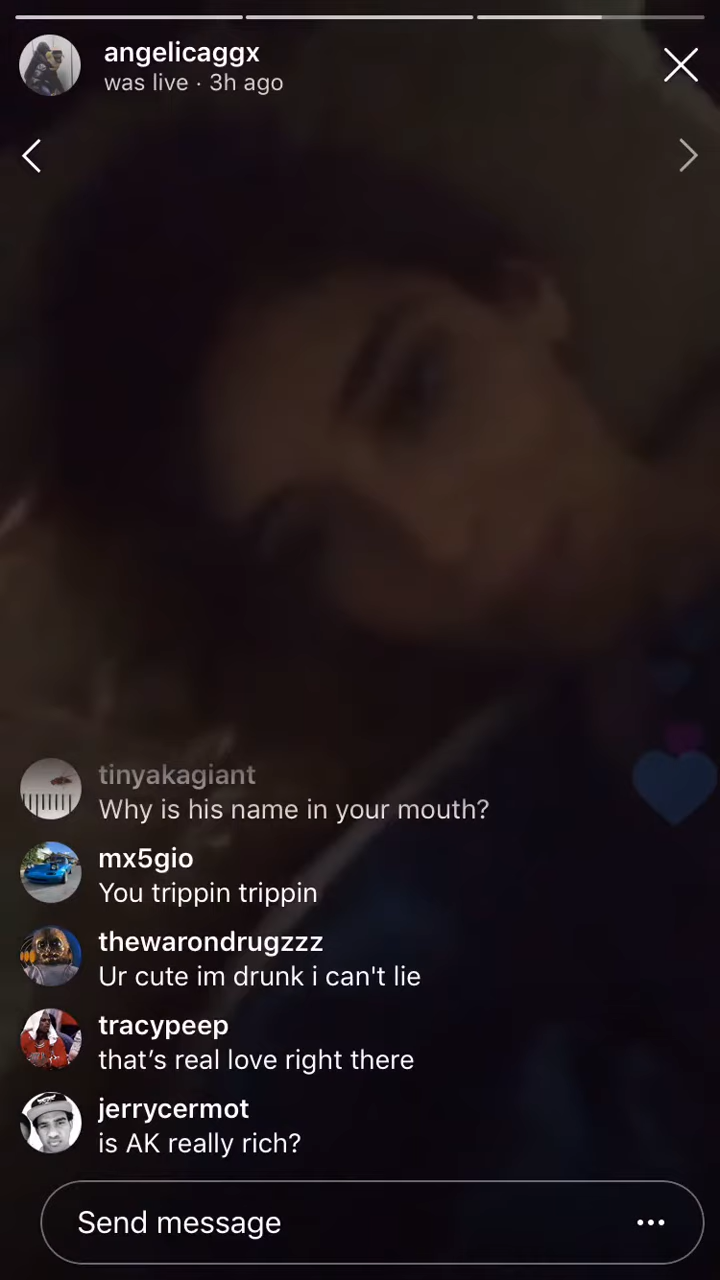 angelicaggx
was live · 3h ago
tinyakagiant
Why is his name in your mouth?
mx5gio
You trippin trippin
thewarondrugzzz
Ur cute im drunk i can't lie
tracypeep
that’s real love right there
jerrycermot
is AK really rich?
Send message